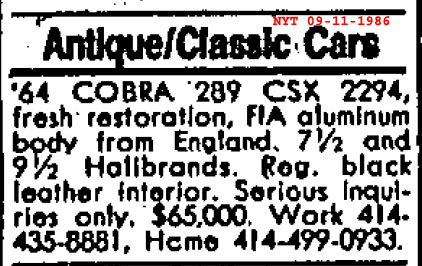 NYT 09-11-1986
Antique/Classic Cars
'64 COBRA 289 CSX 2294,
fresh restoration, FIA aluminum
body from England. 7½ and
9½ Halibrands. Reg. black
leather interior. Serious Inqui-
ries only. $65,000. Work 414-
435-8881, Home 414-499-0933.